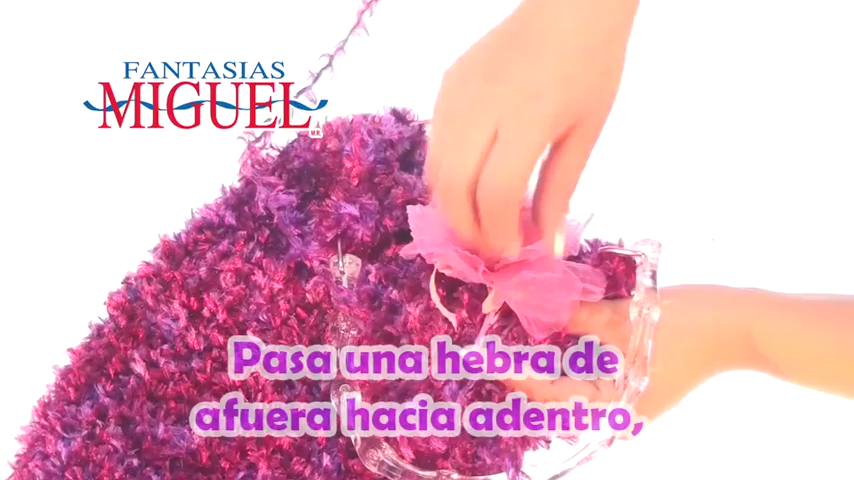 FANTASIAS
MIGUEL
M.R.
Pasa una hebra de
afuera hacia adentro,